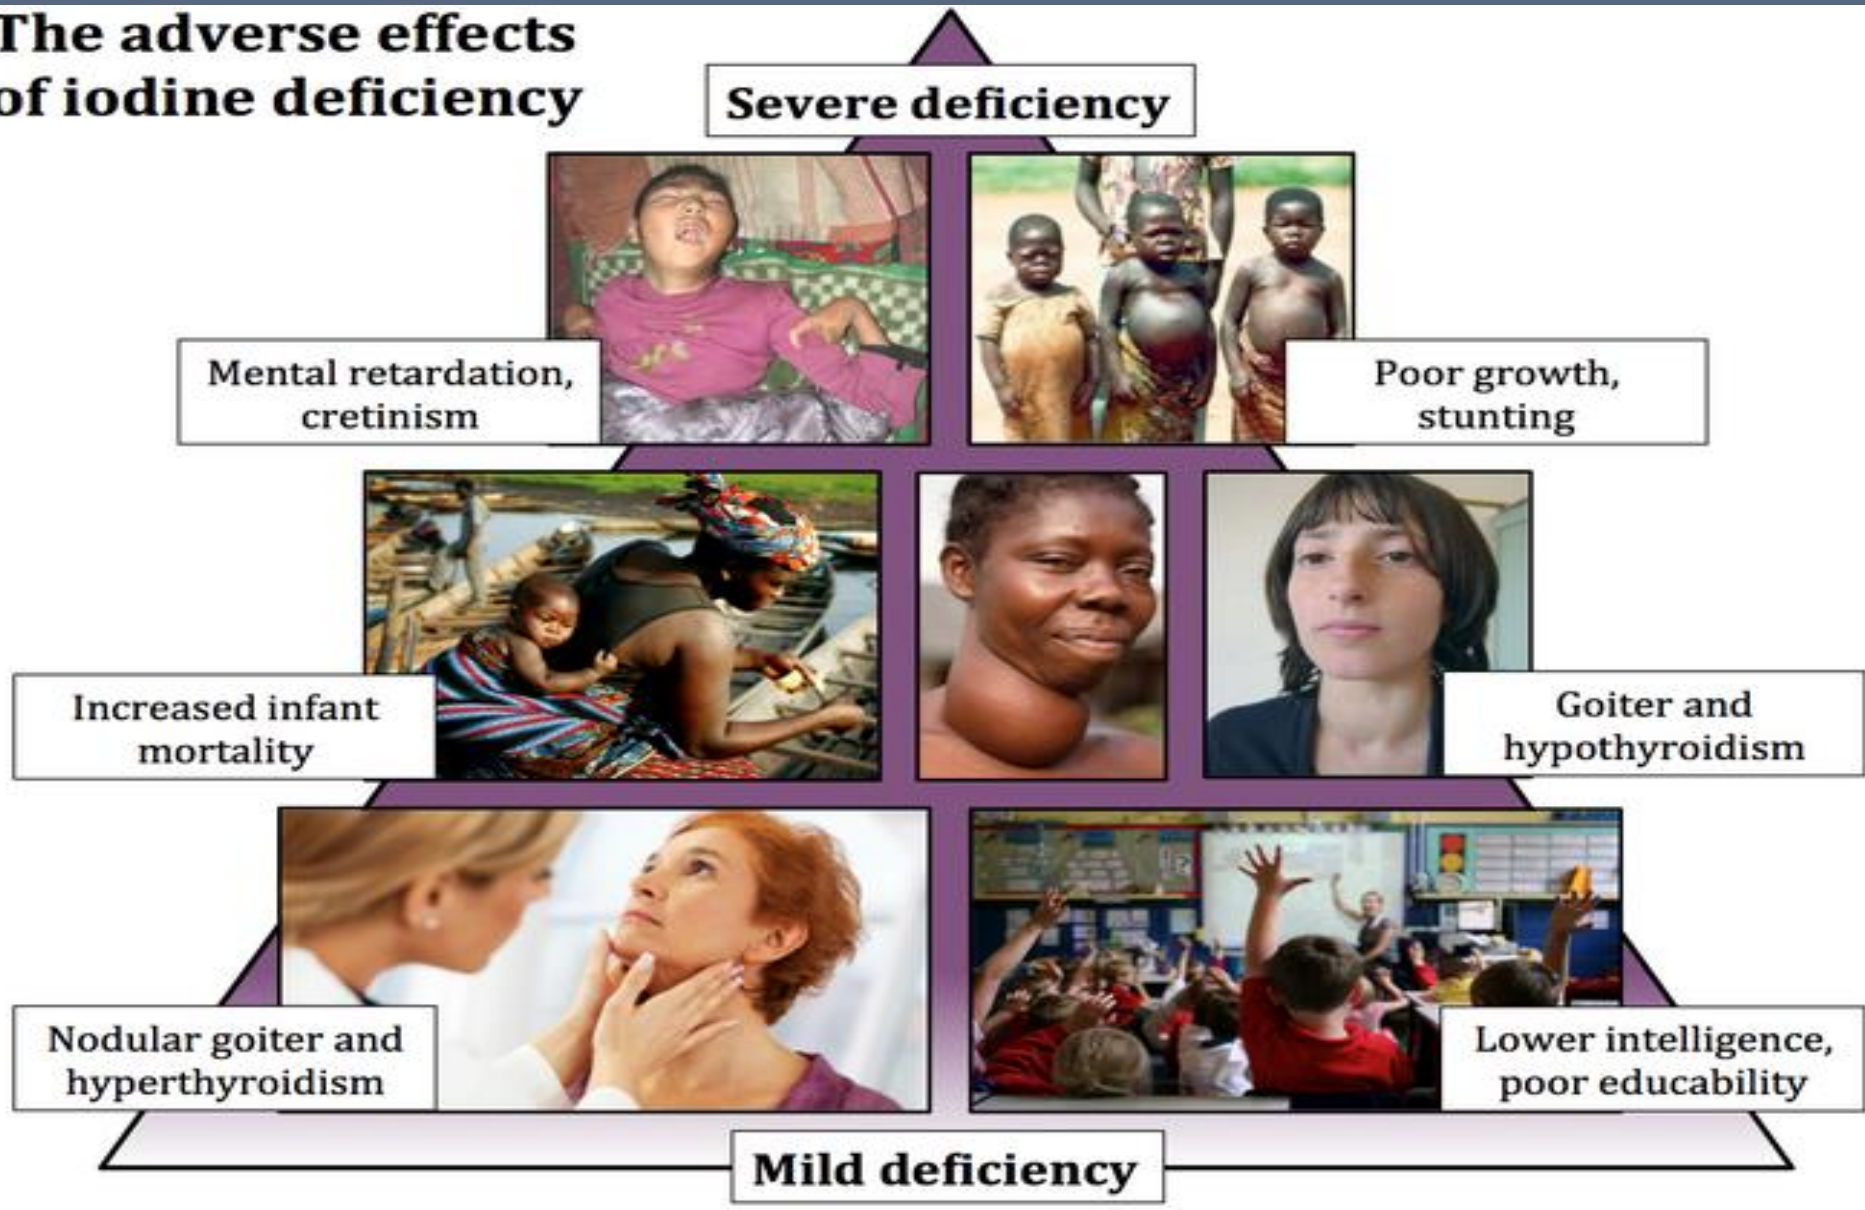 The adverse effects
of iodine deficiency
Severe deficiency
Mental retardation,
cretinism
Poor growth,
stunting
Increased infant
mortality
Goiter and
hypothyroidism
Nodular goiter and
hyperthyroidism
Lower intelligence,
poor educability
Mild deficiency